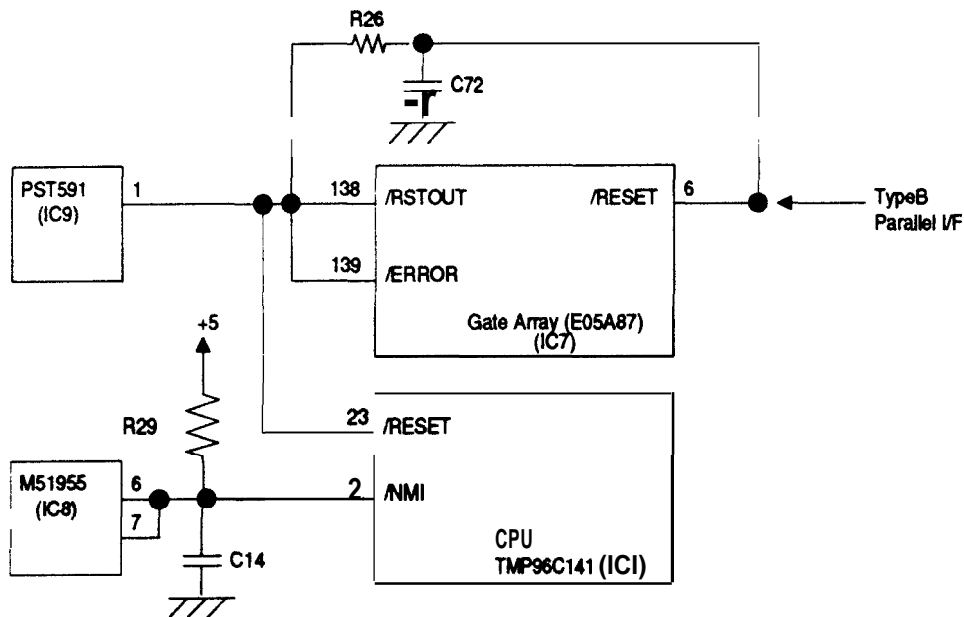 R26
C72
-r
PST591
(IC9)
1
138
/RSTOUT
/RESET
6
TypeB
Parallel I/F
139
/ERROR
Gate Array (E05A87)
(IC7)
+5
R29
23
/RESET
M51955
(IC8)
6
7
2
/NMI
C14
CPU
TMP96C141 (ICI)